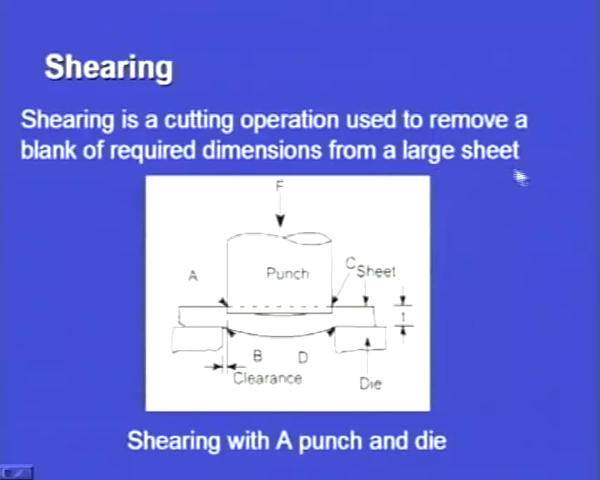 Shearing
Shearing is a cutting operation used to remove a
blank of required dimensions from a large sheet
F
A
Punch
C
Sheet
t
B
D
Clearance
Die
Shearing with A punch and die